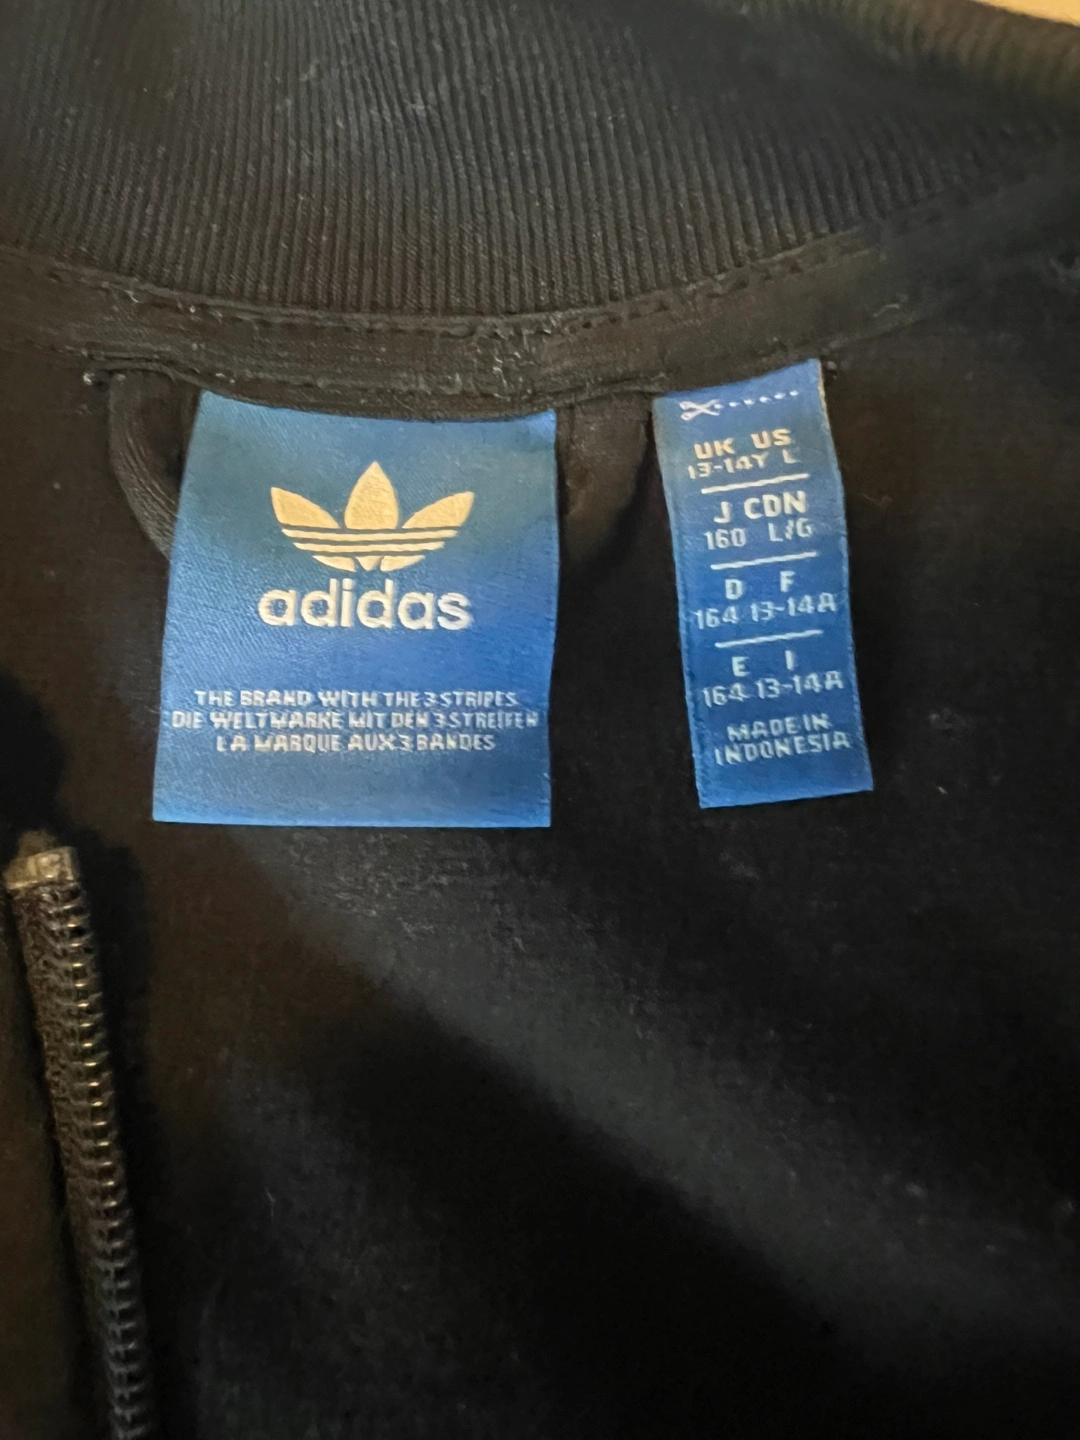 adidas
THE BRAND WITH THE 3 STRIPES
DIE WELTMARKE MIT DEN 3 STREIFEN
LA MARQUE AUX 3 BANDES
UK US
13-14Y L
J CDN
160 L/G
D F
164 13-14A
E I
164 13-14A
MADE IN
INDONESIA